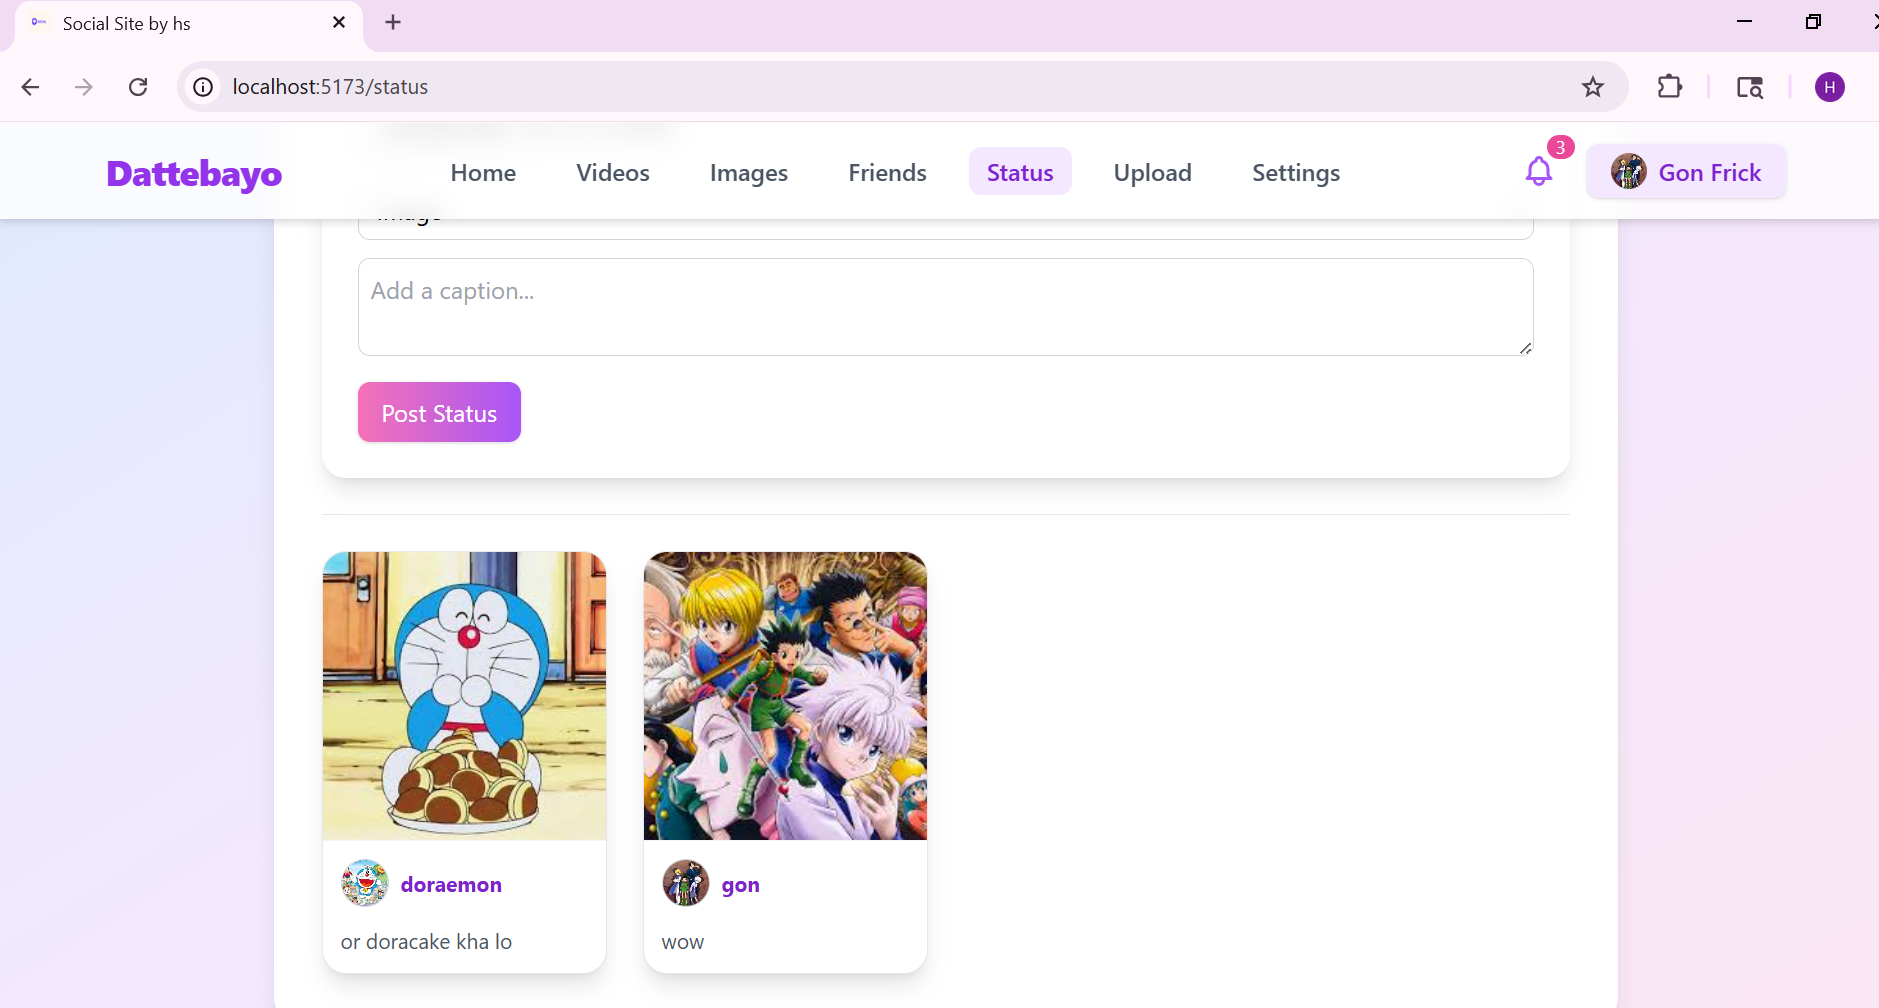 Social Site by hs
localhost:5173/status
H
Dattebayo
Home
Videos
Images
Friends
Status
Upload
Settings
3
Gon Frick
Image
Add a caption...
Post Status
doraemon
or doracake kha lo
gon
wow